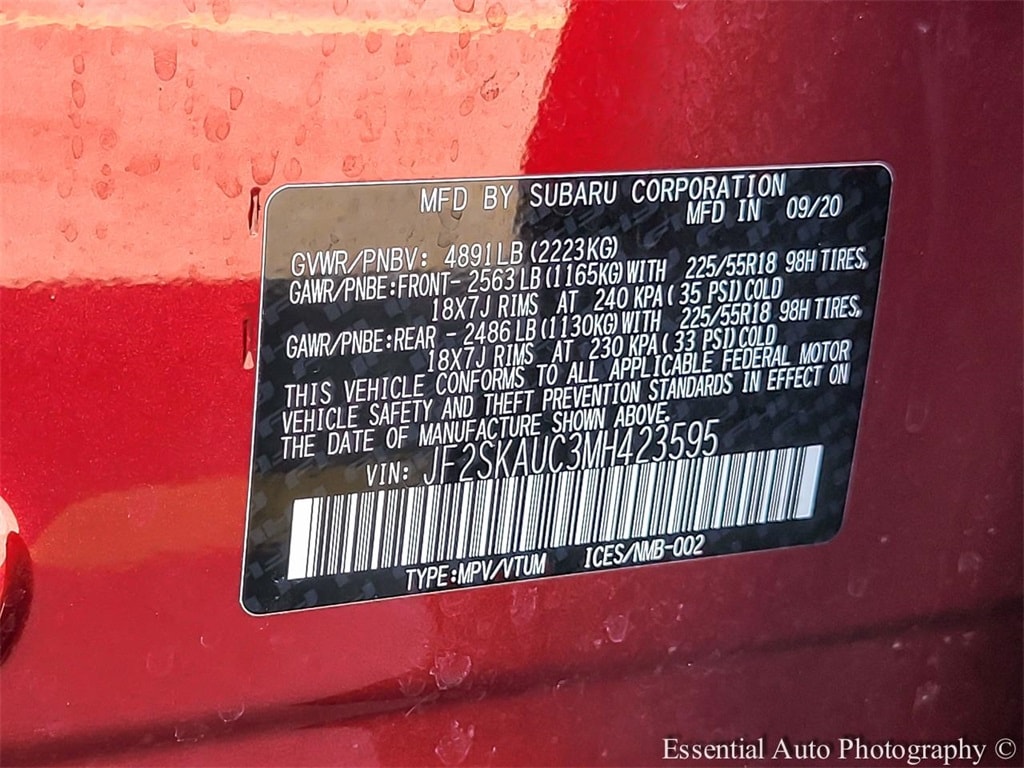 MFD BY SUBARU CORPORATION
MFD IN 09/20
GVWR/PNBV: 4891LB (2223KG)
GAWR/PNBE:FRONT- 2563LB(1165KG)WITH 225/55R18 98H TIRES,
18X7J RIMS AT 240 KPA( 35 PSI)COLD
GAWR/PNBE:REAR - 2486LB(1130KG)WITH 225/55R18 98H TIRES,
18X7J RIMS AT 230 KPA( 33 PSI)COLD
THIS VEHICLE CONFORMS TO ALL APPLICABLE FEDERAL MOTOR
VEHICLE SAFETY AND THEFT PREVENTION STANDARDS IN EFFECT ON
THE DATE OF MANUFACTURE SHOWN ABOVE.
VIN: JF2SKAUC3MH423595
TYPE:MPV/VTUM ICES/NMB-002
Essential Auto Photography ©